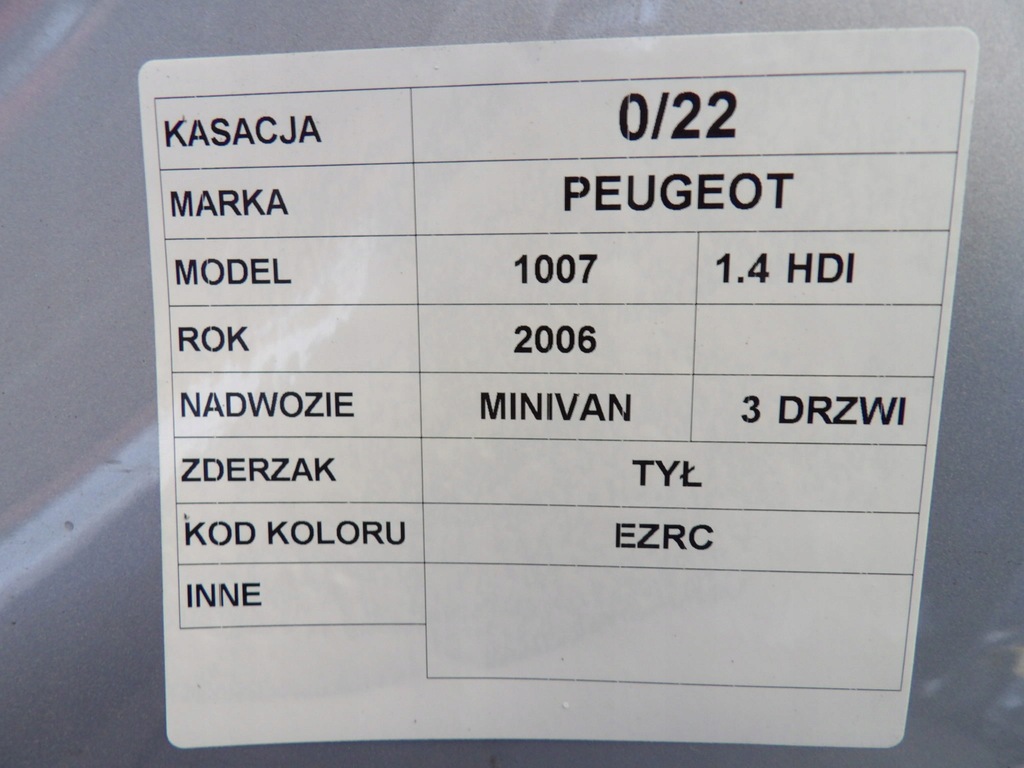 KASACJA 0/22
MARKA PEUGEOT
MODEL 1007 1.4 HDI
ROK 2006
NADWOZIE MINIVAN 3 DRZWI
ZDERZAK TYŁ
KOD KOLORU EZRC
INNE